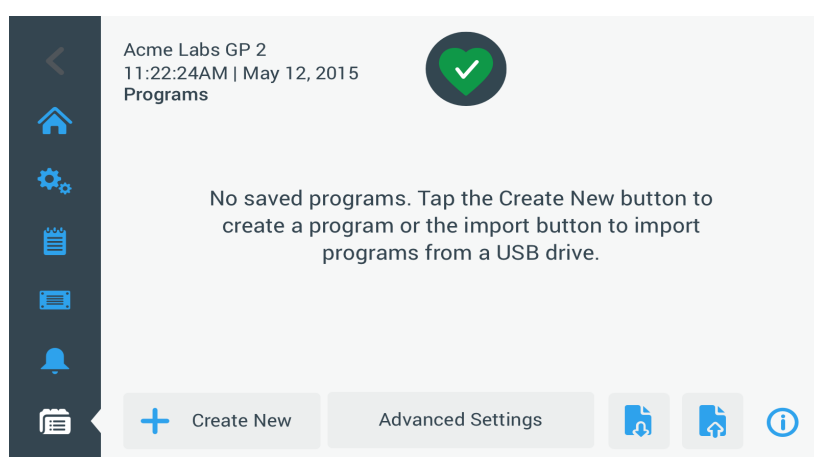 Acme Labs GP 2
11:22:24AM | May 12, 2015
Programs
No saved programs. Tap the Create New button to
create a program or the import button to import
programs from a USB drive.
Create New
Advanced Settings